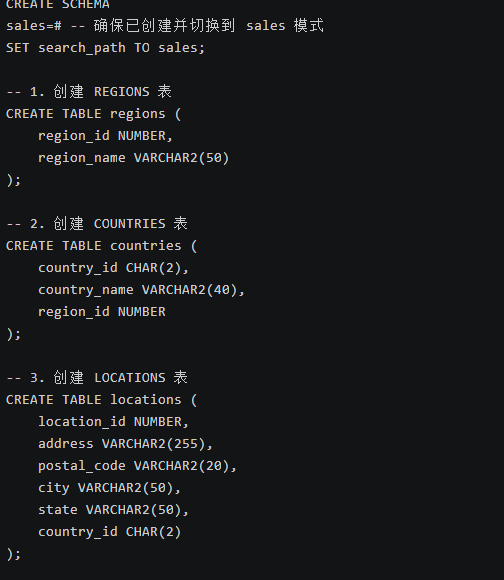 CREATE SCHEMA
sales=# -- 确保已创建并切换到 sales 模式
SET search_path TO sales;
-- 1. 创建 REGIONS 表
CREATE TABLE regions (
    region_id NUMBER,
    region_name VARCHAR2(50)
);
-- 2. 创建 COUNTRIES 表
CREATE TABLE countries (
    country_id CHAR(2),
    country_name VARCHAR2(40),
    region_id NUMBER
);
-- 3. 创建 LOCATIONS 表
CREATE TABLE locations (
    location_id NUMBER,
    address VARCHAR2(255),
    postal_code VARCHAR2(20),
    city VARCHAR2(50),
    state VARCHAR2(50),
    country_id CHAR(2)
);